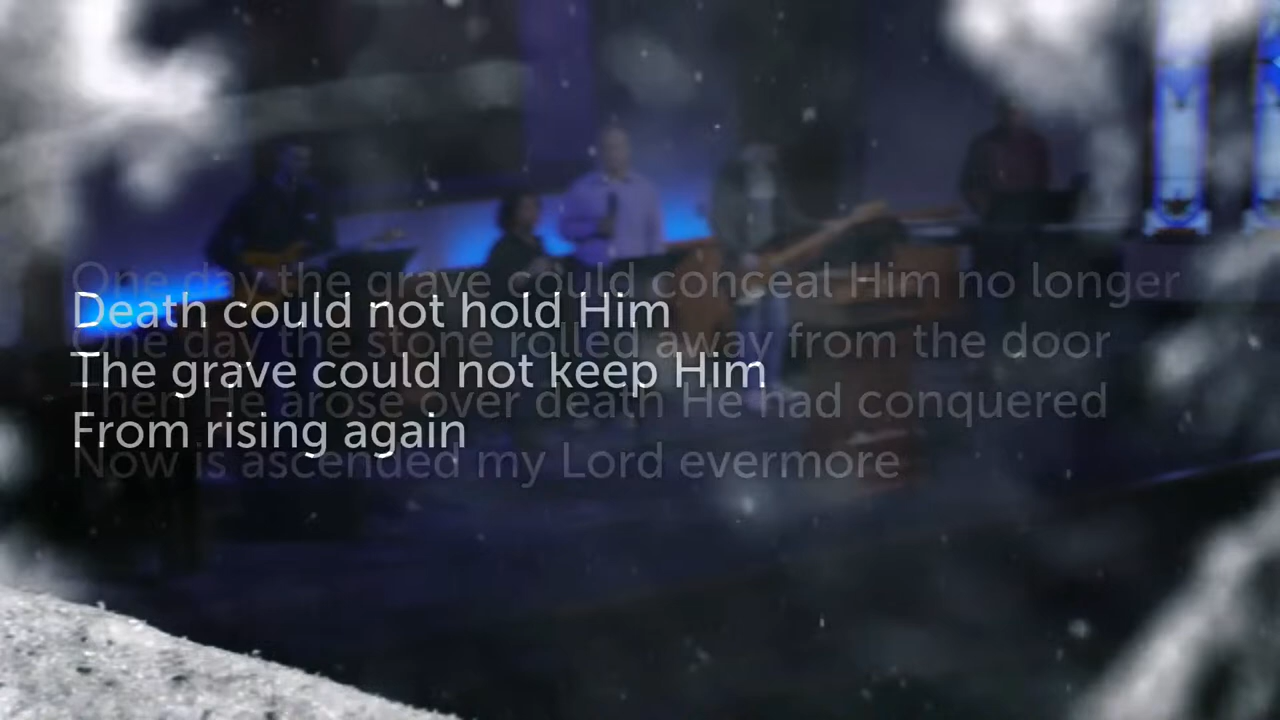 One day the grave could conceal Him no longer
Death could not hold Him
One day the stone rolled away from the door
The grave could not keep Him
Then He arose over death He had conquered
From rising again
Now is ascended my Lord evermore